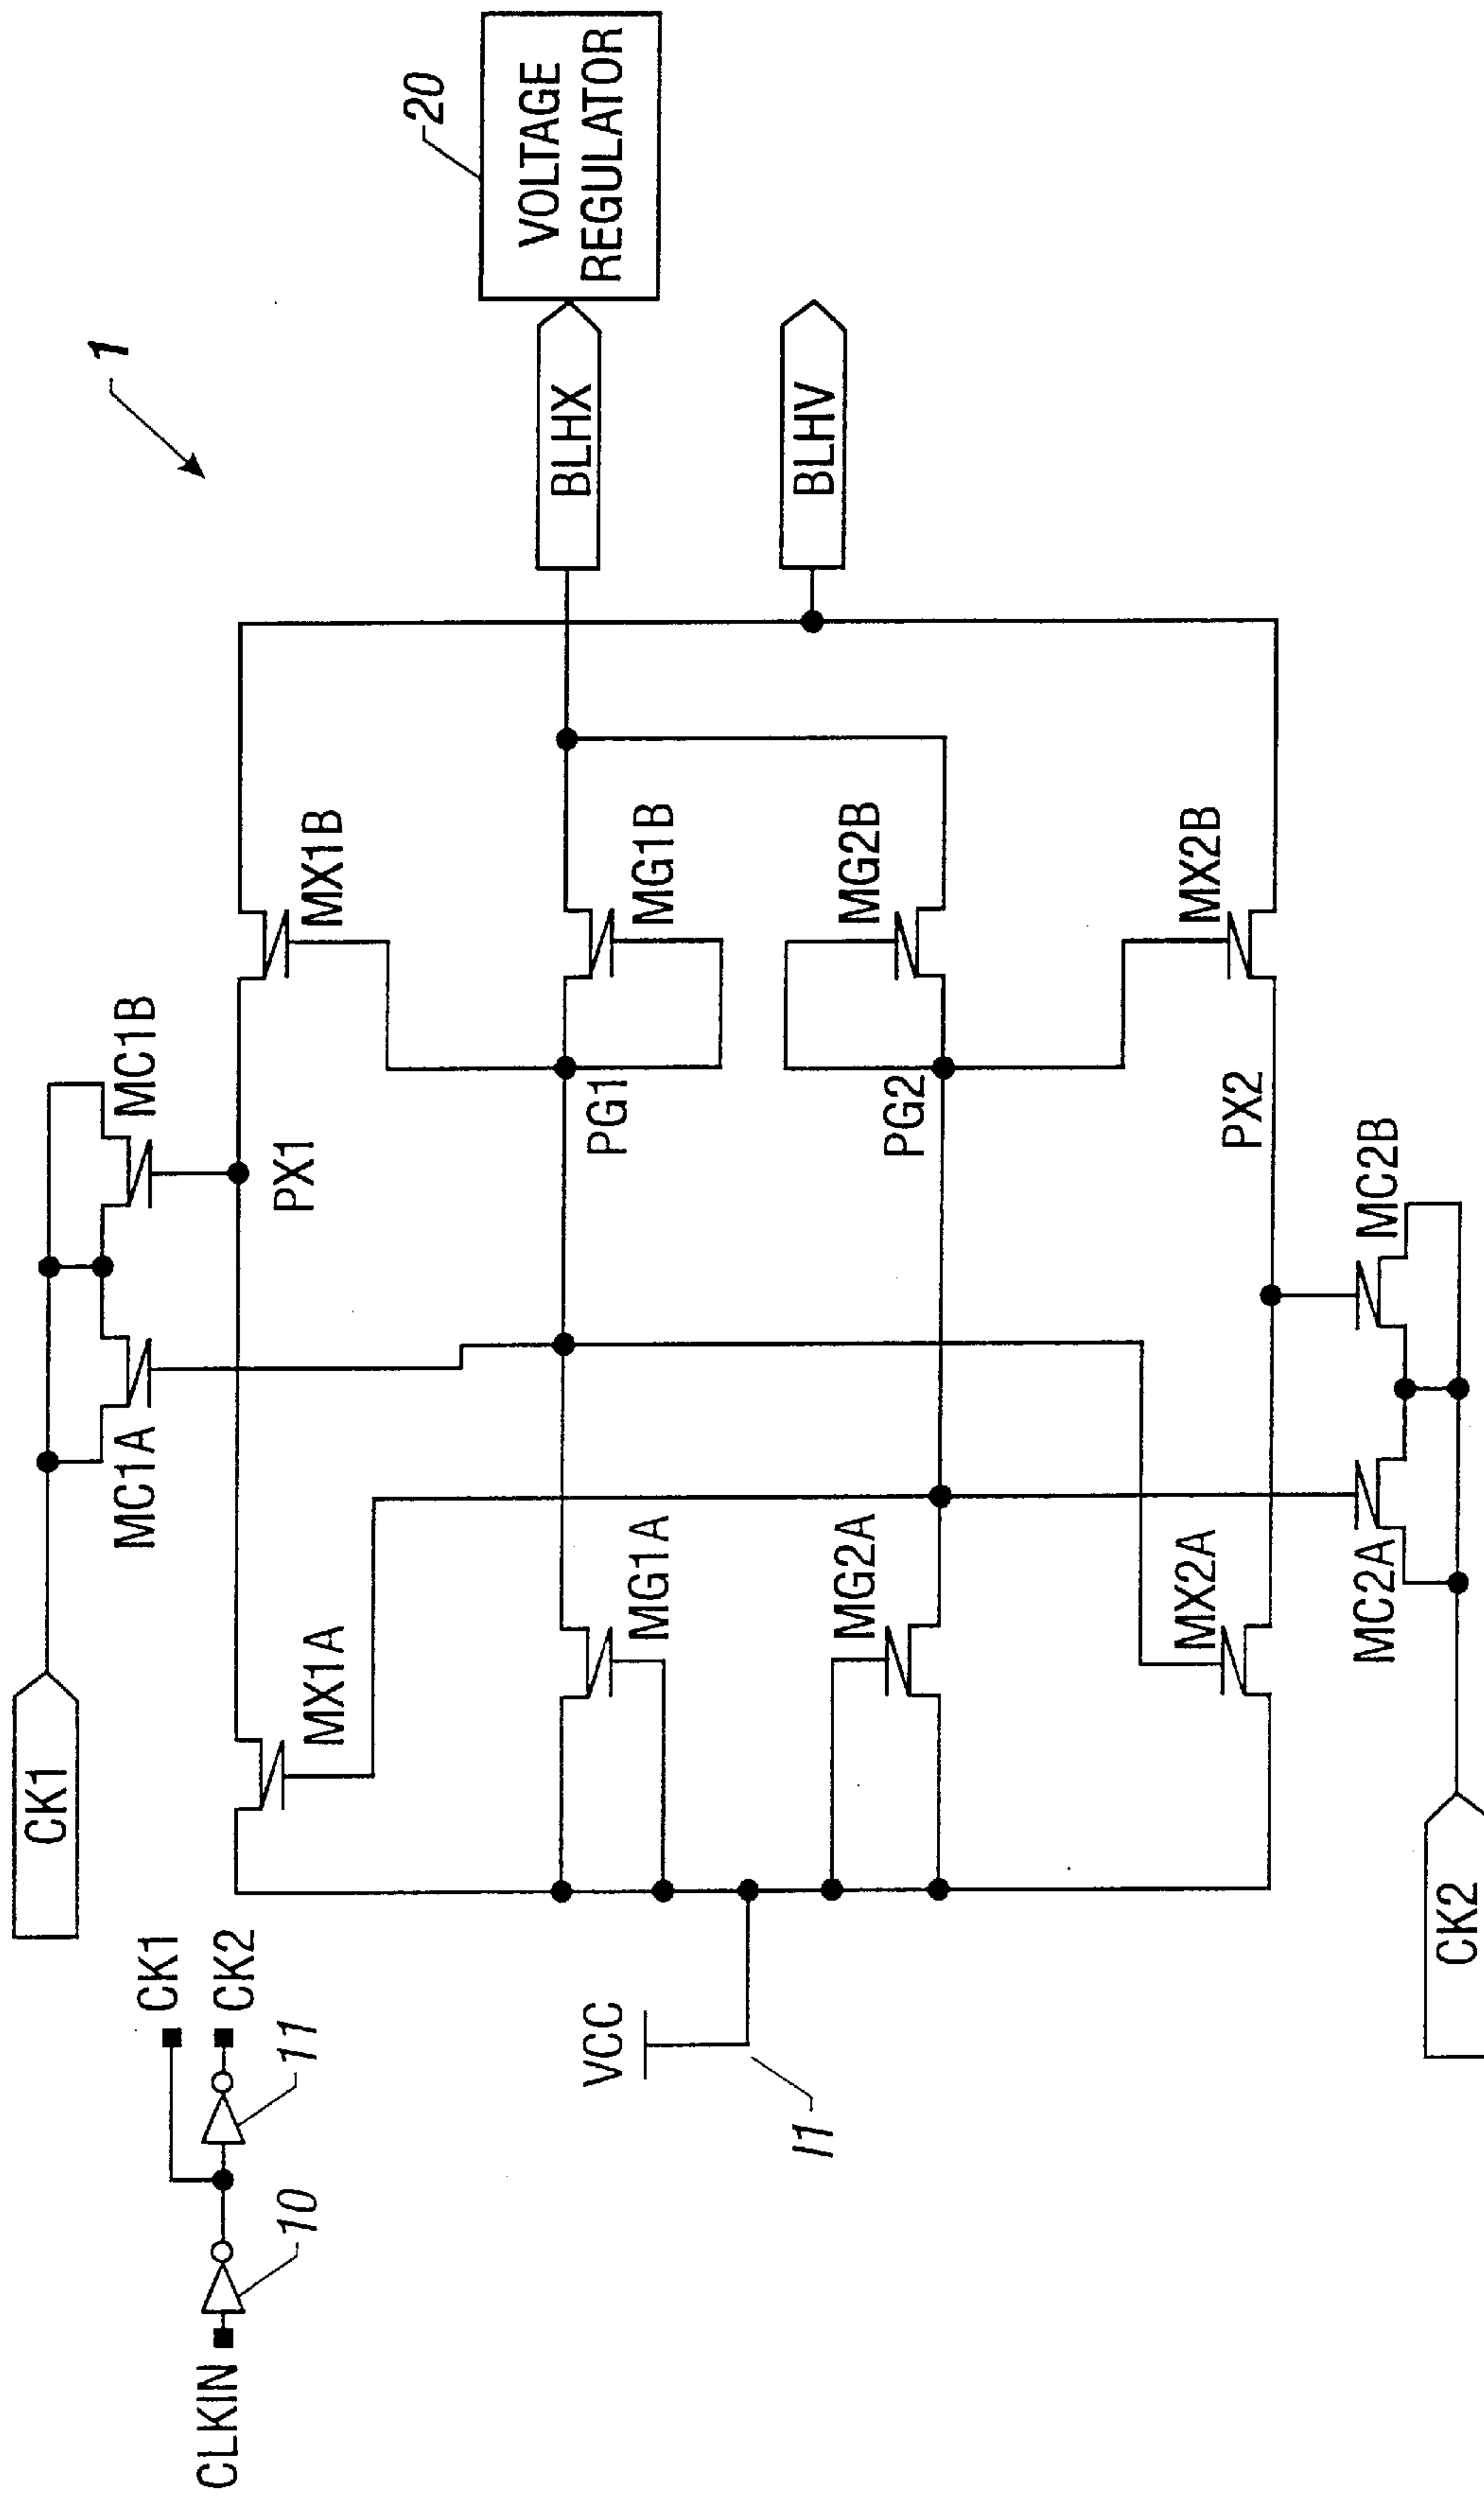 1
20
VOLTAGE
REGULATOR
BLHX
BLHV
MX1B
MG1B
MG2B
MX2B
MC1B
PX1
PG1
PG2
PX2
MC2B
MC1A
MX1A
MG1A
MG2A
MX2A
MC2A
CK1
CK2
CK1
CK2
VCC
11
10
11
CLKIN